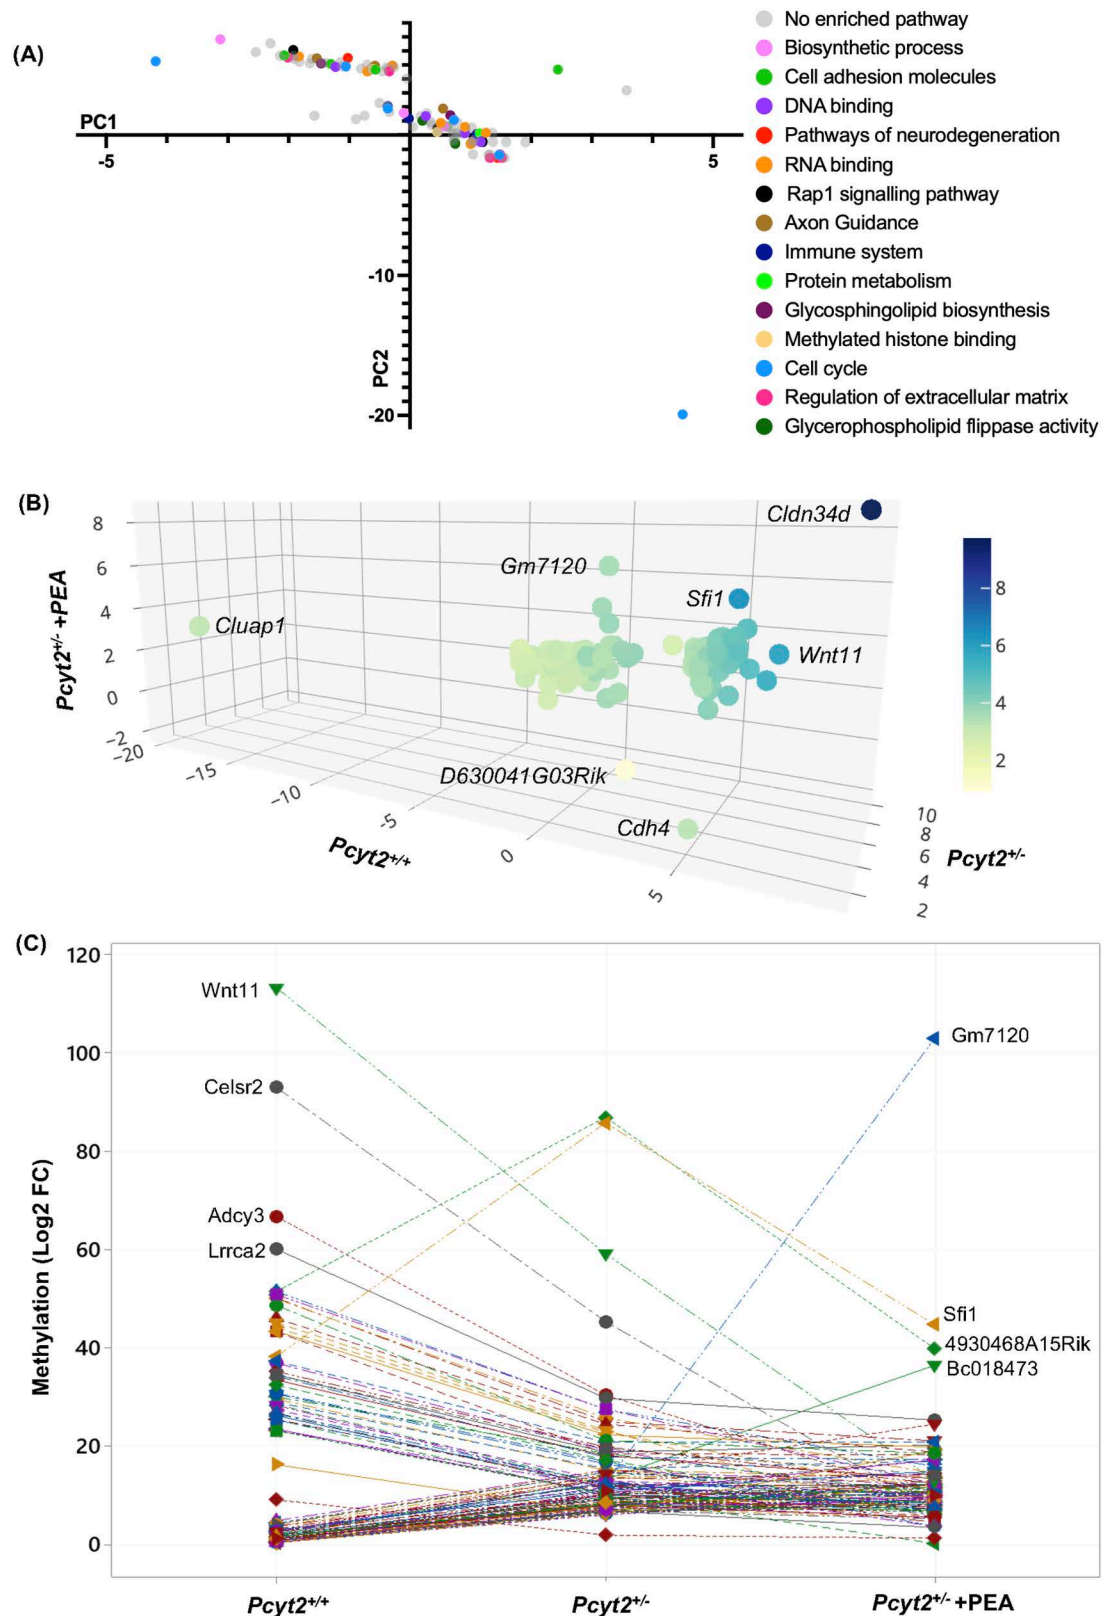 (A)
PC1
-5
5
-10
PC2
-20
No enriched pathway
Biosynthetic process
Cell adhesion molecules
DNA binding
Pathways of neurodegeneration
RNA binding
Rap1 signalling pathway
Axon Guidance
Immune system
Protein metabolism
Glycosphingolipid biosynthesis
Methylated histone binding
Cell cycle
Regulation of extracellular matrix
Glycerophospholipid flippase activity
(B)
8
6
4
2
0
−2
Pcyt2+/- +PEA
−20
−15
−10
−5
0
5
Pcyt2+/+
10
8
6
4
2
Pcyt2+/-
Cldn34d
Gm7120
Sfi1
Cluap1
Wnt11
D630041G03Rik
Cdh4
8
6
4
2
(C)
120
100
80
60
40
20
0
Methylation (Log2 FC)
Wnt11
Celsr2
Adcy3
Lrrca2
Gm7120
Sfi1
4930468A15Rik
Bc018473
Pcyt2+/+
Pcyt2+/-
Pcyt2+/- +PEA